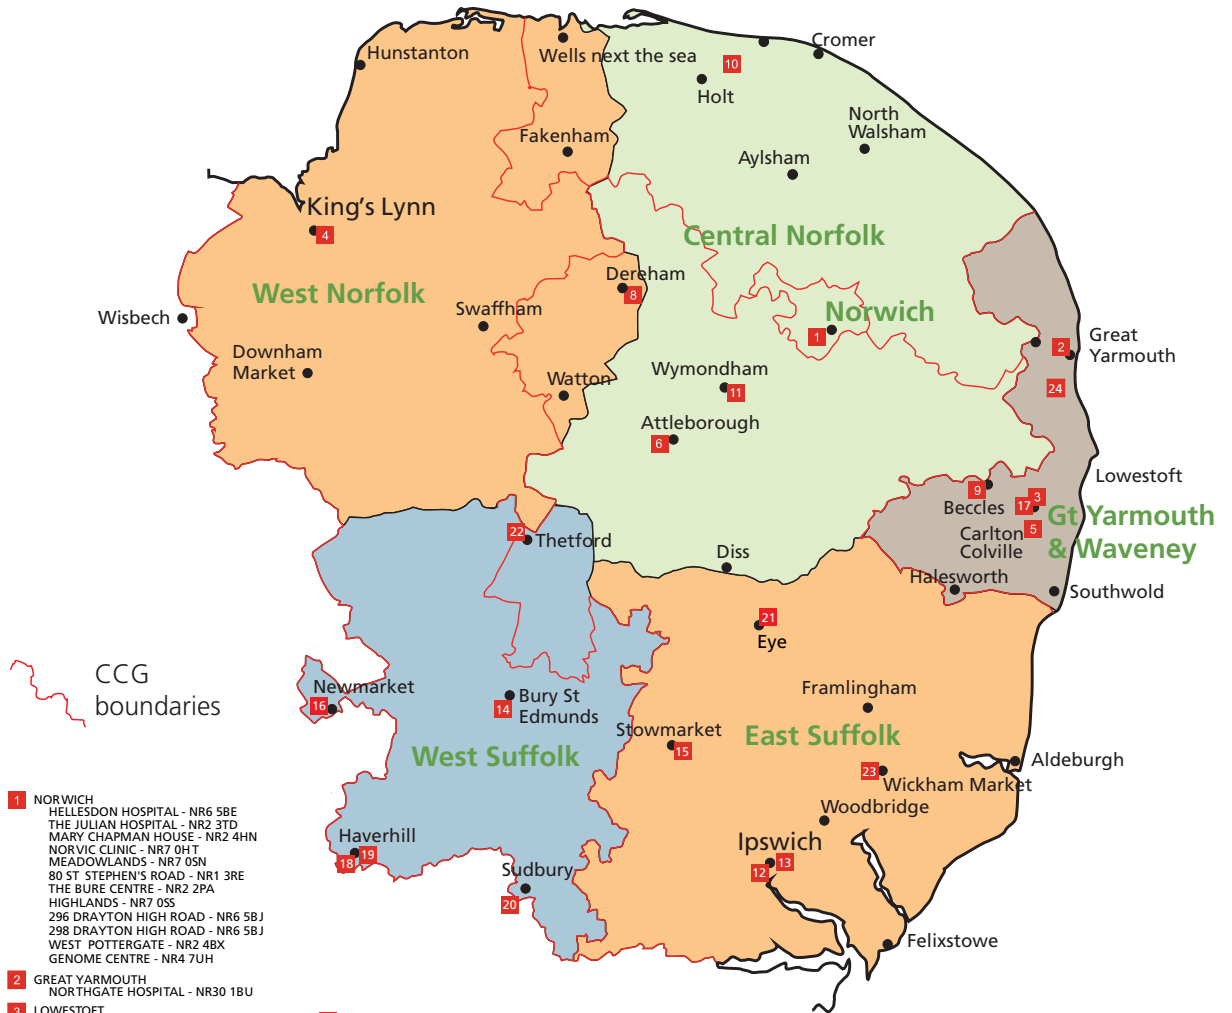 Cromer
Hunstanton
Wells next the sea
10
Holt
North
Walsham
Fakenham
Aylsham
King's Lynn
4
Central Norfolk
Dereham
8
West Norfolk
Swaffham
Norwich
1
Wisbech
Great
Yarmouth
2
Downham
Market
Wymondham
11
Watton
24
Attleborough
6
Lowestoft
9
3
17
Beccles
Gt Yarmouth
& Waveney
5
Carlton
Colville
22
Thetford
Diss
Halesworth
Southwold
21
Eye
CCG
boundaries
Newmarket
16
Bury St
Edmunds
14
Framlingham
Stowmarket
15
East Suffolk
West Suffolk
Aldeburgh
23
Wickham Market
Woodbridge
Haverhill
18
19
Ipswich
13
12
Sudbury
20
Felixstowe
1
NORWICH
HELLESDON HOSPITAL - NR6 5BE
THE JULIAN HOSPITAL - NR2 3TD
MARY CHAPMAN HOUSE - NR2 4HN
NORVIC CLINIC - NR7 0HT
MEADOWLANDS - NR7 0SN
80 ST STEPHEN'S ROAD - NR1 3RE
THE BURE CENTRE - NR2 2PA
HIGHLANDS - NR7 0SS
296 DRAYTON HIGH ROAD - NR6 5BJ
298 DRAYTON HIGH ROAD - NR6 5BJ
WEST POTTERGATE - NR2 4BX
GENOME CENTRE - NR4 7UH
2
GREAT YARMOUTH
NORTHGATE HOSPITAL - NR30 1BU
3
LOWESTOFT